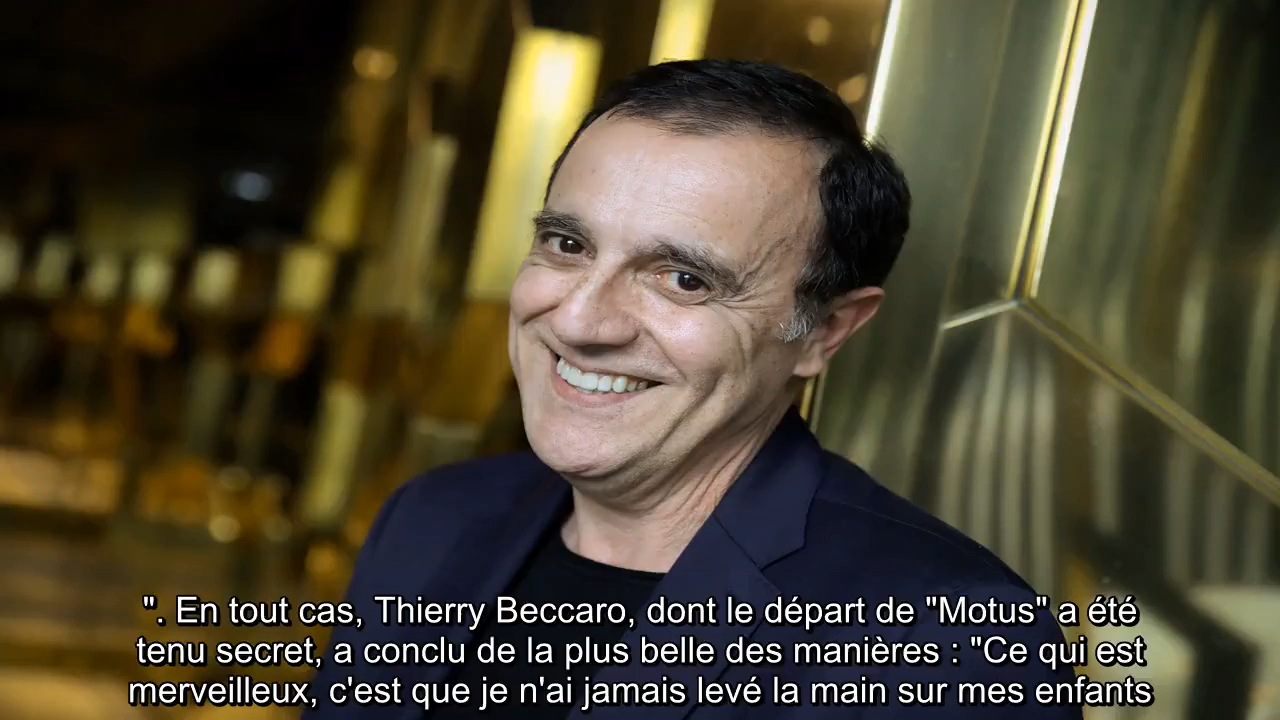 ". En tout cas, Thierry Beccaro, dont le départ de "Motus" a été
tenu secret, a conclu de la plus belle des manières : "Ce qui est
merveilleux, c'est que je n'ai jamais levé la main sur mes enfants